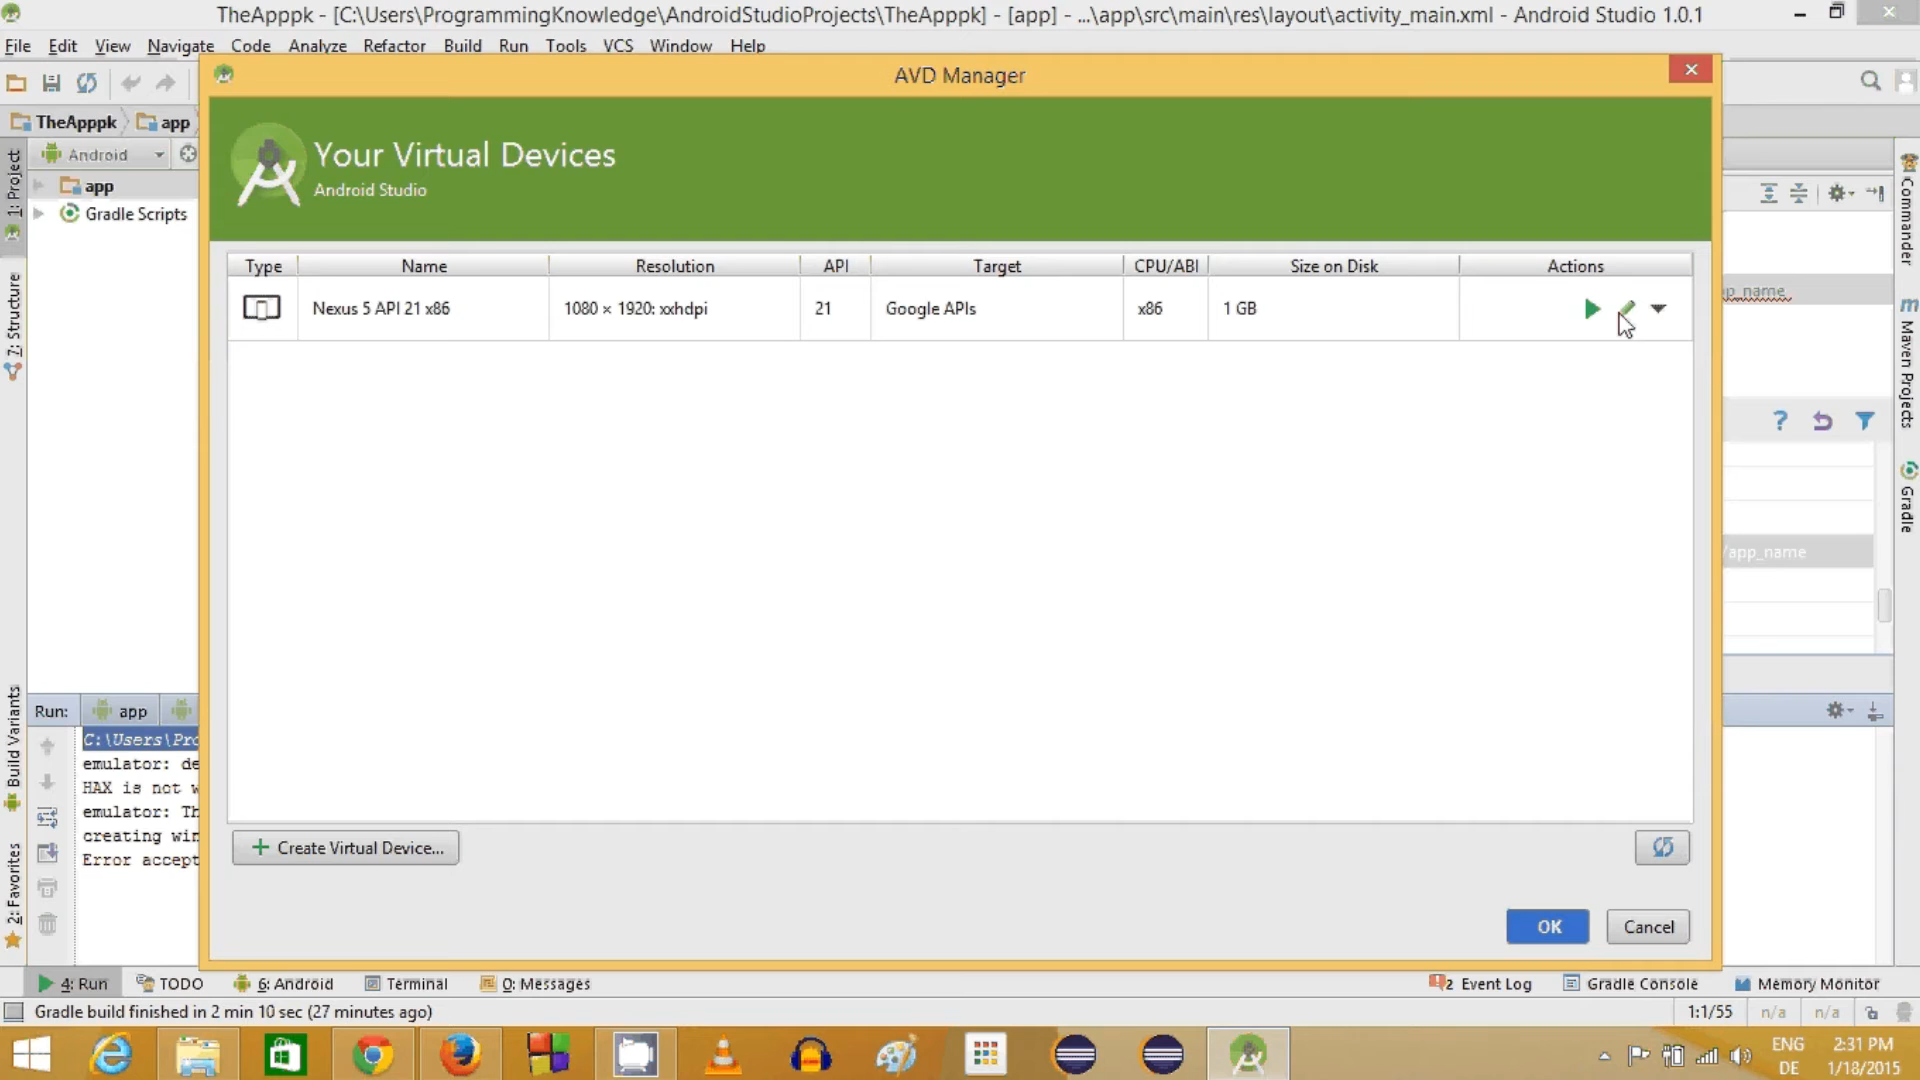 TheApppk - [C:\Users\ProgrammingKnowledge\AndroidStudioProjects\TheApppk] - [app] - ...\app\src\main\res\layout\activity_main.xml - Android Studio 1.0.1
File Edit View Navigate Code Analyze Refactor Build Run Tools VCS Window Help
AVD Manager
TheApppk app
Android
app
Gradle Scripts
1: Project
7: Structure
Build Variants
2: Favorites
Your Virtual Devices
Android Studio
Type Name Resolution API Target CPU/ABI Size on Disk Actions
Nexus 5 API 21 x86 1080 × 1920: xxhdpi 21 Google APIs x86 1 GB
Commander
Maven Projects
Gradle
pp_name
/app_name
Run: app
C:\Users\Pro
emulator: de
HAX is not w
emulator: Th
creating win
Error accept
Create Virtual Device...
OK Cancel
4: Run TODO 6: Android Terminal 0: Messages 2 Event Log Gradle Console Memory Monitor
Gradle build finished in 2 min 10 sec (27 minutes ago) 1:1/55 n/a n/a
ENG 2:31 PM
DE 1/18/2015